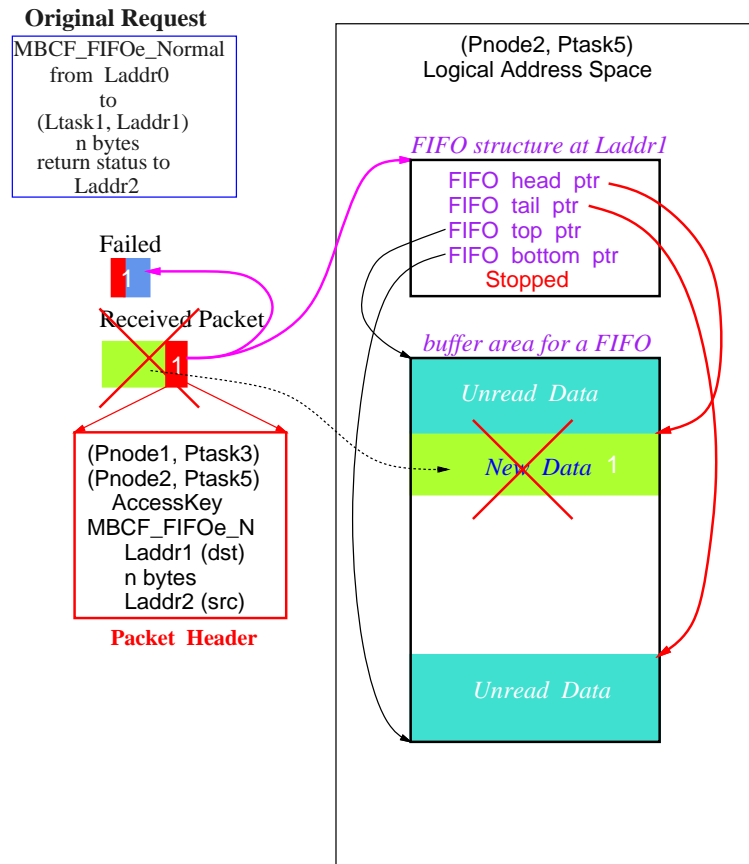 Original Request
MBCF_FIFOe_Normal
from Laddr0
to
(Ltask1, Laddr1)
n bytes
return status to
Laddr2
Failed
1
Received Packet
1
(Pnode1, Ptask3)
(Pnode2, Ptask5)
AccessKey
MBCF_FIFOe_N
Laddr1 (dst)
n bytes
Laddr2 (src)
Packet Header
(Pnode2, Ptask5)
Logical Address Space
FIFO structure at Laddr1
FIFO head ptr
FIFO tail ptr
FIFO top ptr
FIFO bottom ptr
Stopped
buffer area for a FIFO
Unread Data
New Data 1
Unread Data